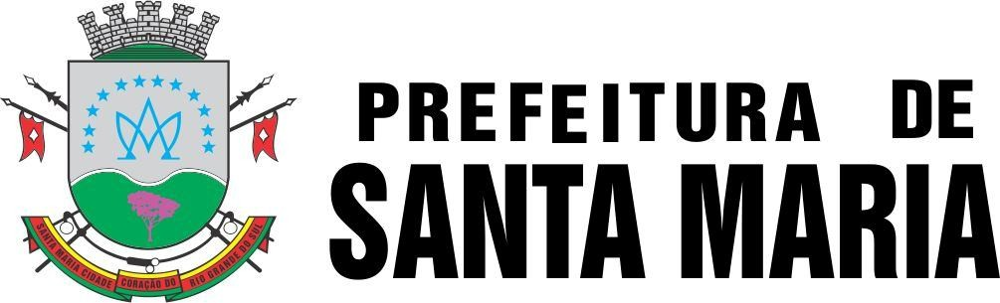 PREFEITURA DE
SANTA MARIA
SANTA MARIA CIDADE CORAÇÃO DO RIO GRANDE DO SUL